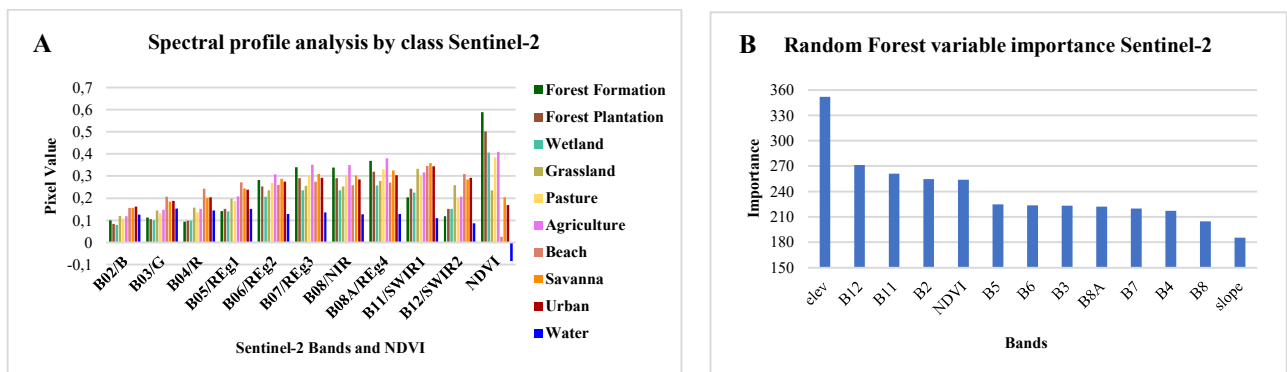 A
Spectral profile analysis by class Sentinel-2
Pixel Value
0,7
0,6
0,5
0,4
0,3
0,2
0,1
0
-0,1
B02/B
B03/G
B04/R
B05/REg1
B06/REg2
B07/REg3
B08/NIR
B08A/REg4
B11/SWIR1
B12/SWIR2
NDVI
Sentinel-2 Bands and NDVI
Forest Formation
Forest Plantation
Wetland
Grassland
Pasture
Agriculture
Beach
Savanna
Urban
Water
B
Random Forest variable importance Sentinel-2
Importance
360
330
300
270
240
210
180
150
elev
B12
B11
B2
NDVI
B5
B6
B3
B8A
B7
B4
B8
slope
Bands